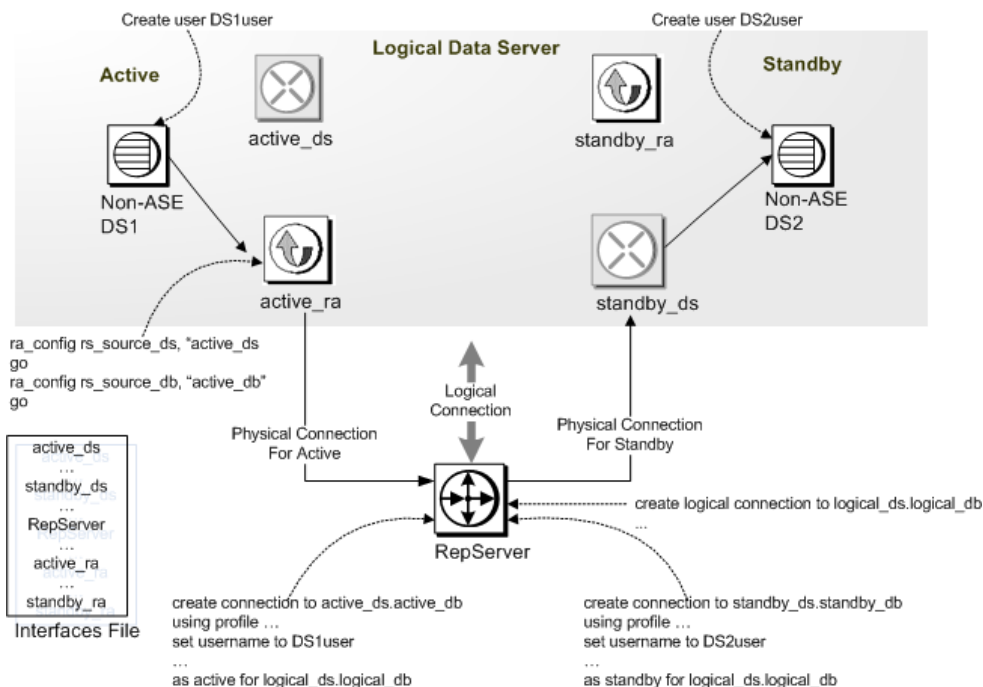 Create user DS1user
Create user DS2user
Logical Data Server
Active
Standby
active_ds
standby_ra
Non-ASE
DS1
Non-ASE
DS2
active_ra
standby_ds
ra_config rs_source_ds, "active_ds
go
ra_config rs_source_db, "active_db"
go
Logical
Connection
Physical Connection
For Active
Physical Connection
For Standby
active_ds
...
standby_ds
...
RepServer
...
active_ra
...
standby_ra
Interfaces File
RepServer
create logical connection to logical_ds.logical_db
...
create connection to active_ds.active_db
using profile ...
set username to DS1user
...
as active for logical_ds.logical_db
create connection to standby_ds.standby_db
using profile ...
set username to DS2user
...
as standby for logical_ds.logical_db